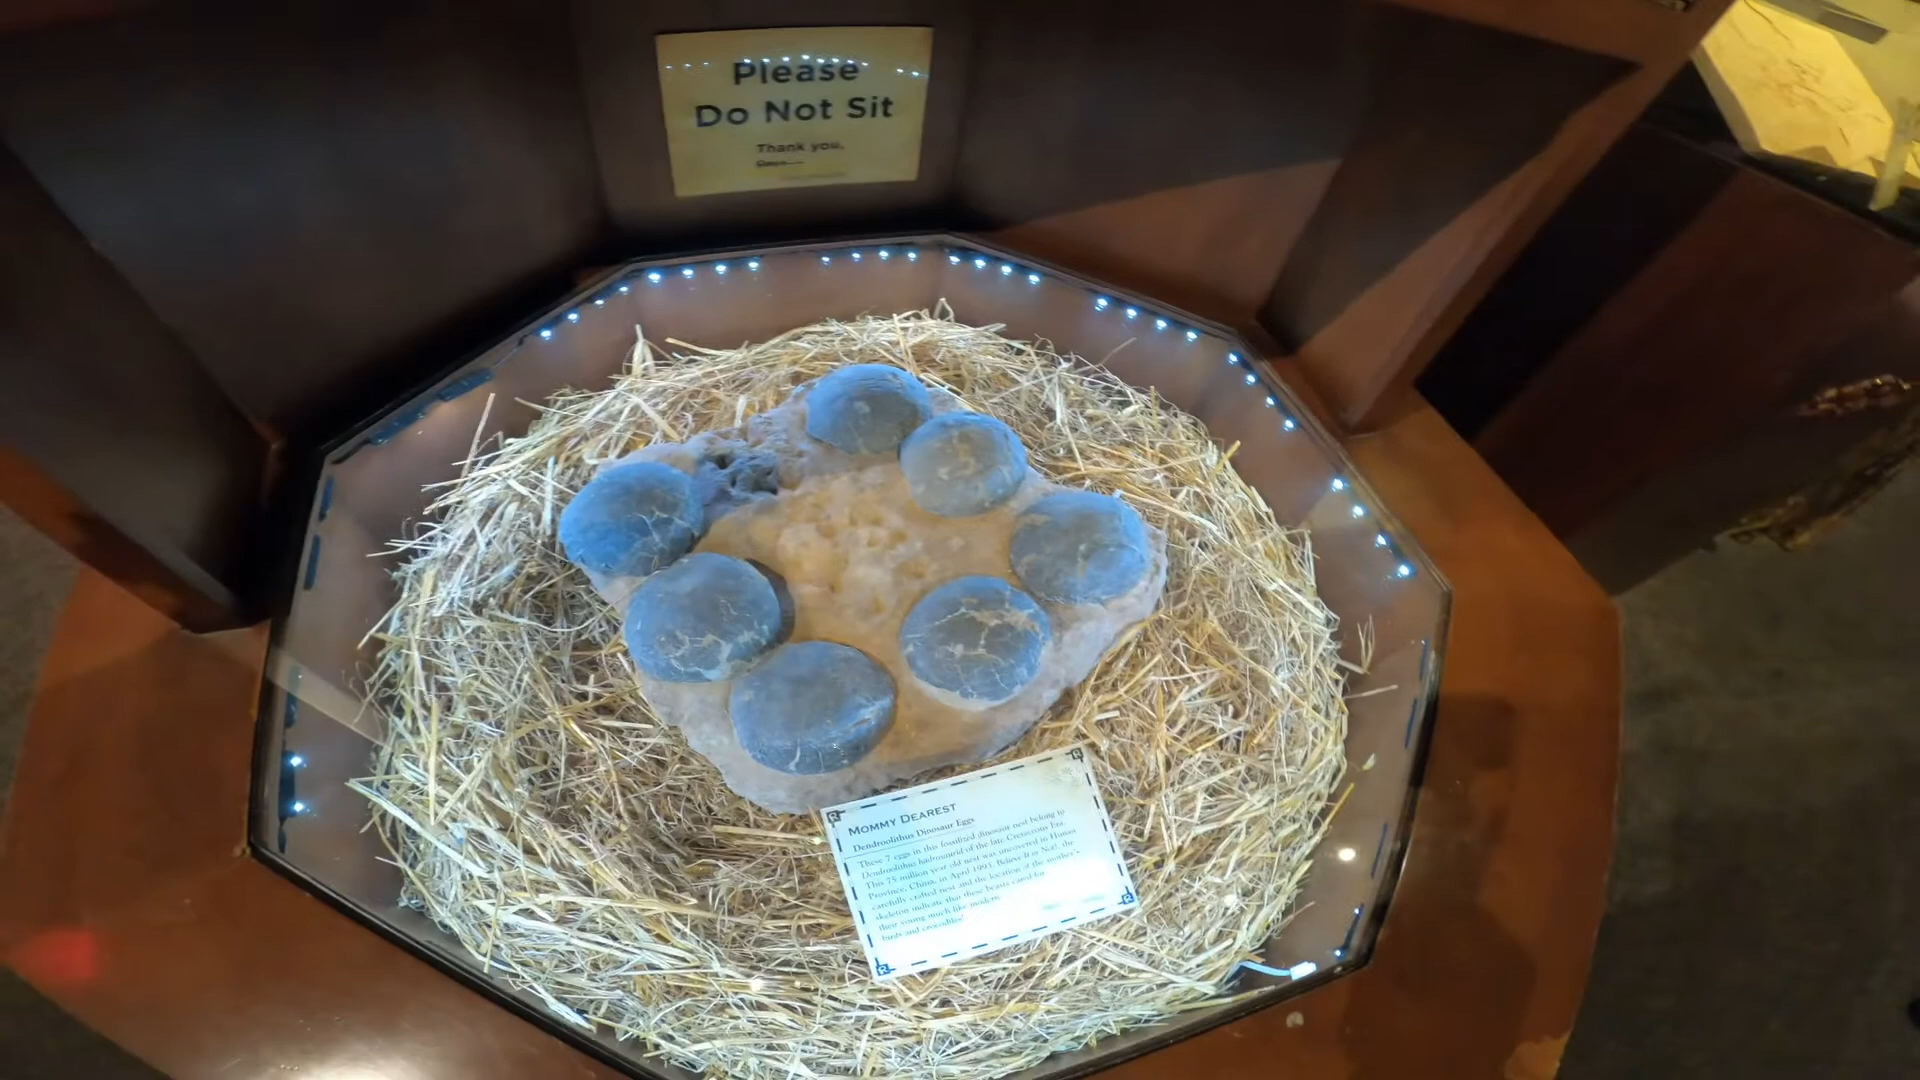 Please
Do Not Sit
Thank you,
MOMMY DEAREST
Dendroolithus Dinosaur Eggs
These 7 eggs in this fossilized dinosaur nest belong to
Dendroolithus hadrosaurid of the late Cretaceous Era.
This 75 million year old nest was uncovered in Hunan
Province, China, in April 1993. Believe It or Not!, the
carefully crafted nest and the location of the mother's
skeleton indicate that these beasts cared for
their young much like modern
birds and crocodiles!